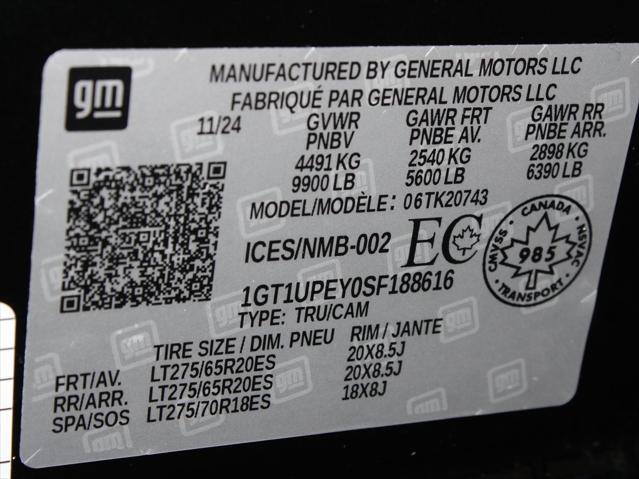 gm
MANUFACTURED BY GENERAL MOTORS LLC
FABRIQUÉ PAR GENERAL MOTORS LLC
11/24 GVWR GAWR FRT GAWR RR
PNBV PNBE AV. PNBE ARR.
4491 KG 2540 KG 2898 KG
9900 LB 5600 LB 6390 LB
MODEL/MODÈLE: 06TK20743
ICES/NMB-002 EC
CANADA
CMVSS 985 NSVAC
TRANSPORT
1GT1UPEY0SF188616
TYPE: TRU/CAM
TIRE SIZE / DIM. PNEU RIM / JANTE
FRT/AV. LT275/65R20ES 20X8.5J
RR/ARR. LT275/65R20ES 20X8.5J
SPA/SOS LT275/70R18ES 18X8J